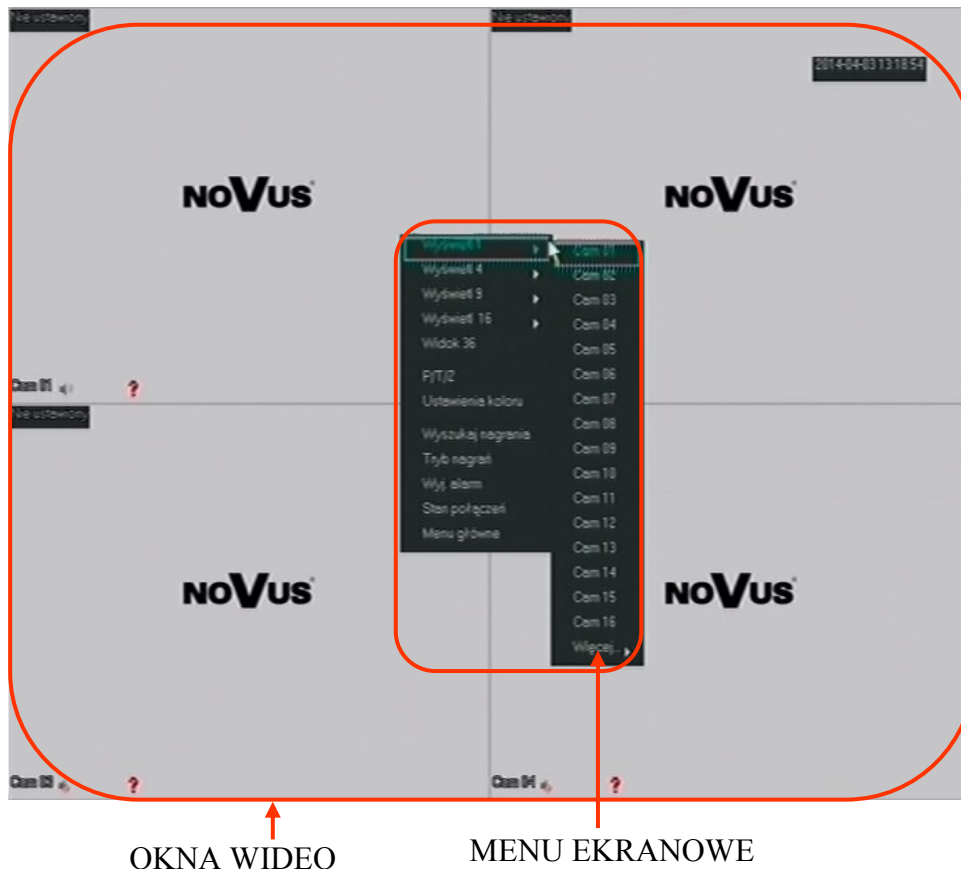 Nie ustawiony
Nie ustawiony
2014-04-03 13:18:54
NOVUS
NOVUS
Wyświetl 1
Wyświetl 4
Wyświetl 9
Wyświetl 16
Widok 36
P/T/Z
Ustawienia koloru
Wyszukaj nagrania
Tryb nagrań
Wyj. alarm
Stan połączeń
Menu główne
Cam 01
Cam 02
Cam 03
Cam 04
Cam 05
Cam 06
Cam 07
Cam 08
Cam 09
Cam 10
Cam 11
Cam 12
Cam 13
Cam 14
Cam 15
Cam 16
Więcej...
Cam 01 ?
Nie ustawiony
NOVUS
NOVUS
Cam 03 ?
Cam 04 ?
OKNA WIDEO
MENU EKRANOWE